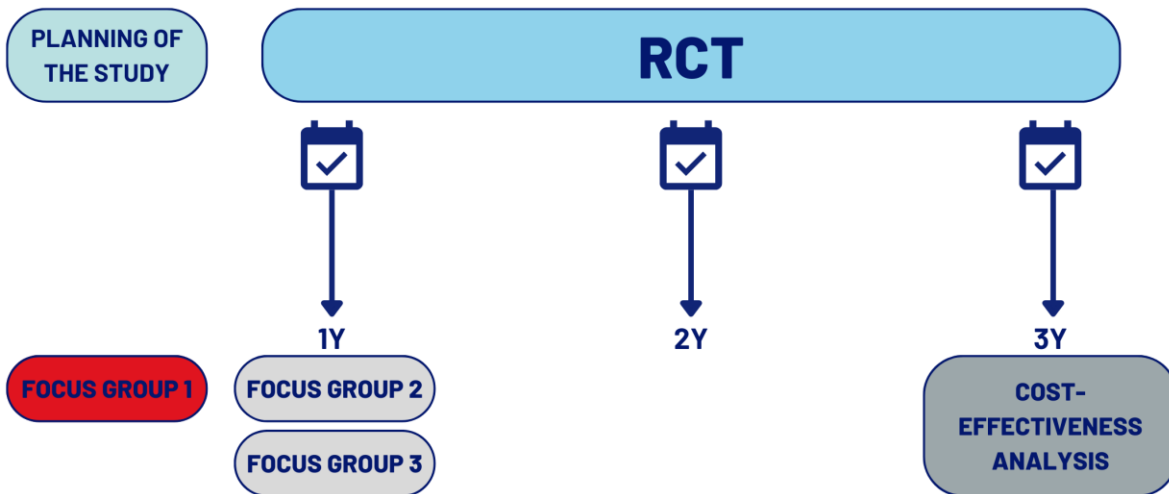 PLANNING OF
THE STUDY
RCT
1Y
2Y
3Y
FOCUS GROUP 1
FOCUS GROUP 2
FOCUS GROUP 3
COST-
EFFECTIVENESS
ANALYSIS